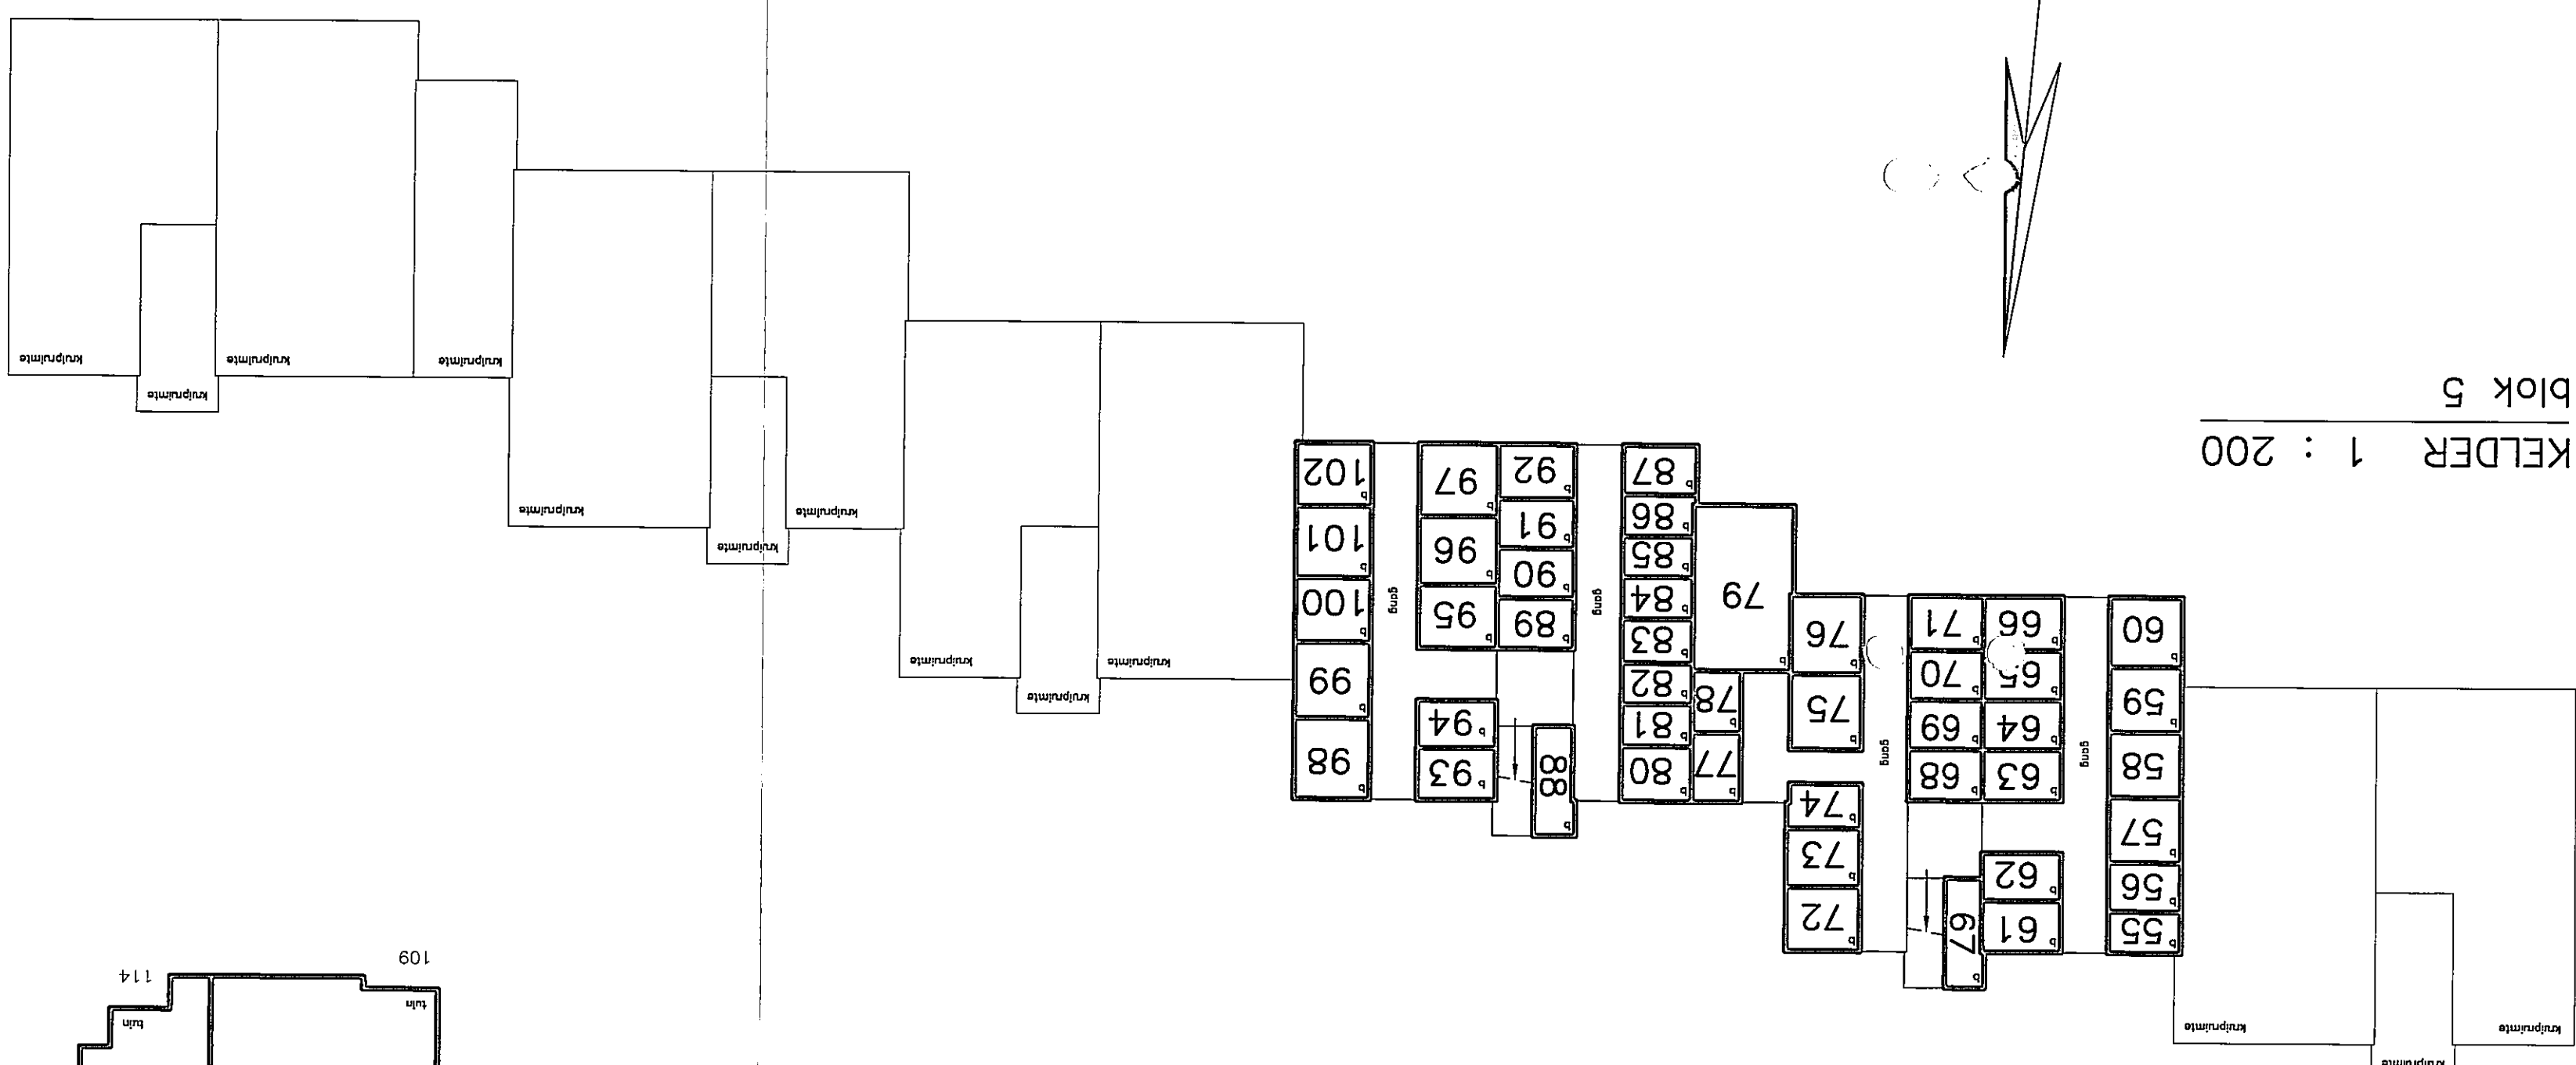 kruipruimte
kruipruimte
kruipruimte
tuin
tuin
109
114
KELDER 1 : 200
blok 5
b 55
b 56
b 57
b 58
b 59
b 60
gang
b 61
b 62
b 63
b 64
b 65
b 66
b 67
b 68
b 69
b 70
b 71
gang
b 72
b 73
b 74
b 75
b 76
b 77
b 78
b 79
b 80
b 81
b 82
b 83
b 84
b 85
b 86
b 87
gang
b 88
b 89
b 90
b 91
b 92
b 93
b 94
b 95
b 96
b 97
gang
b 98
b 99
b 100
b 101
b 102
kruipruimte
kruipruimte
kruipruimte
kruipruimte
kruipruimte
kruipruimte
kruipruimte
kruipruimte
kruipruimte
kruipruimte